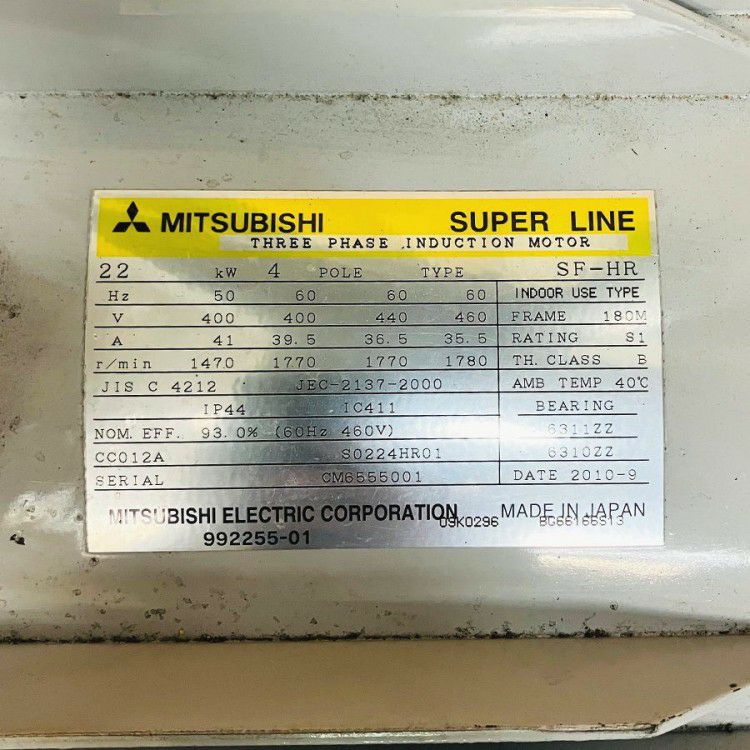 MITSUBISHI SUPER LINE
THREE PHASE INDUCTION MOTOR
22 kW 4 POLE TYPE SF-HR
Hz 50 60 60 60 INDOOR USE TYPE
V 400 400 440 460 FRAME 180M
A 41 39.5 36.5 35.5 RATING S1
r/min 1470 1770 1770 1780 TH. CLASS B
JIS C 4212 JEC-2137-2000 AMB TEMP 40℃
IP44 IC411 BEARING
NOM. EFF. 93.0% (60Hz 460V) 6311ZZ
CC012A S0224HR01 6310ZZ
SERIAL CM6555001 DATE 2010-9
MITSUBISHI ELECTRIC CORPORATION MADE IN JAPAN
09K0296 BG66166S13
992255-01